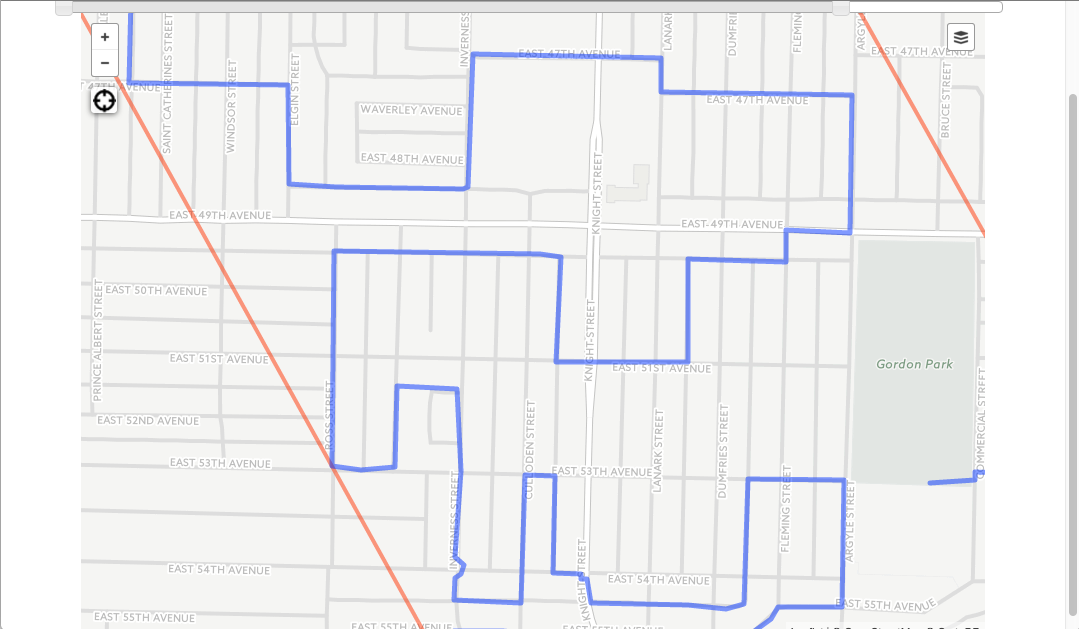 +
−
INVERNESS
LANARK
DUMFRIE
FLEMING
ARGYLE
EAST 47TH AVENUE
EAST 47TH AVENUE
47TH AVENUE
SAINT CATHERINES STREET
WINDSOR STREET
ELGIN STREET
EAST 47TH AVENUE
BRUCE STREET
WAVERLEY AVENUE
EAST 48TH AVENUE
KNIGHT STREET
EAST 49TH AVENUE
EAST 49TH AVENUE
EAST 50TH AVENUE
PRINCE ALBERT STREET
KNIGHT STREET
EAST 51ST AVENUE
EAST 51ST AVENUE
Gordon Park
ROSS STREET
COMMERCIAL STREET
EAST 52ND AVENUE
CULLODEN STREET
LANARK STREET
DUMFRIES STREET
EAST 53RD AVENUE
EAST 53RD AVENUE
INVERNESS STREET
FLEMING STREET
ARGYLE STREET
EAST 54TH AVENUE
EAST 54TH AVENUE
KNIGHT STREET
EAST 55TH AVENUE
EAST 55TH AVENUE
EAST 55TH AVENUE
EAST 55TH AVENUE